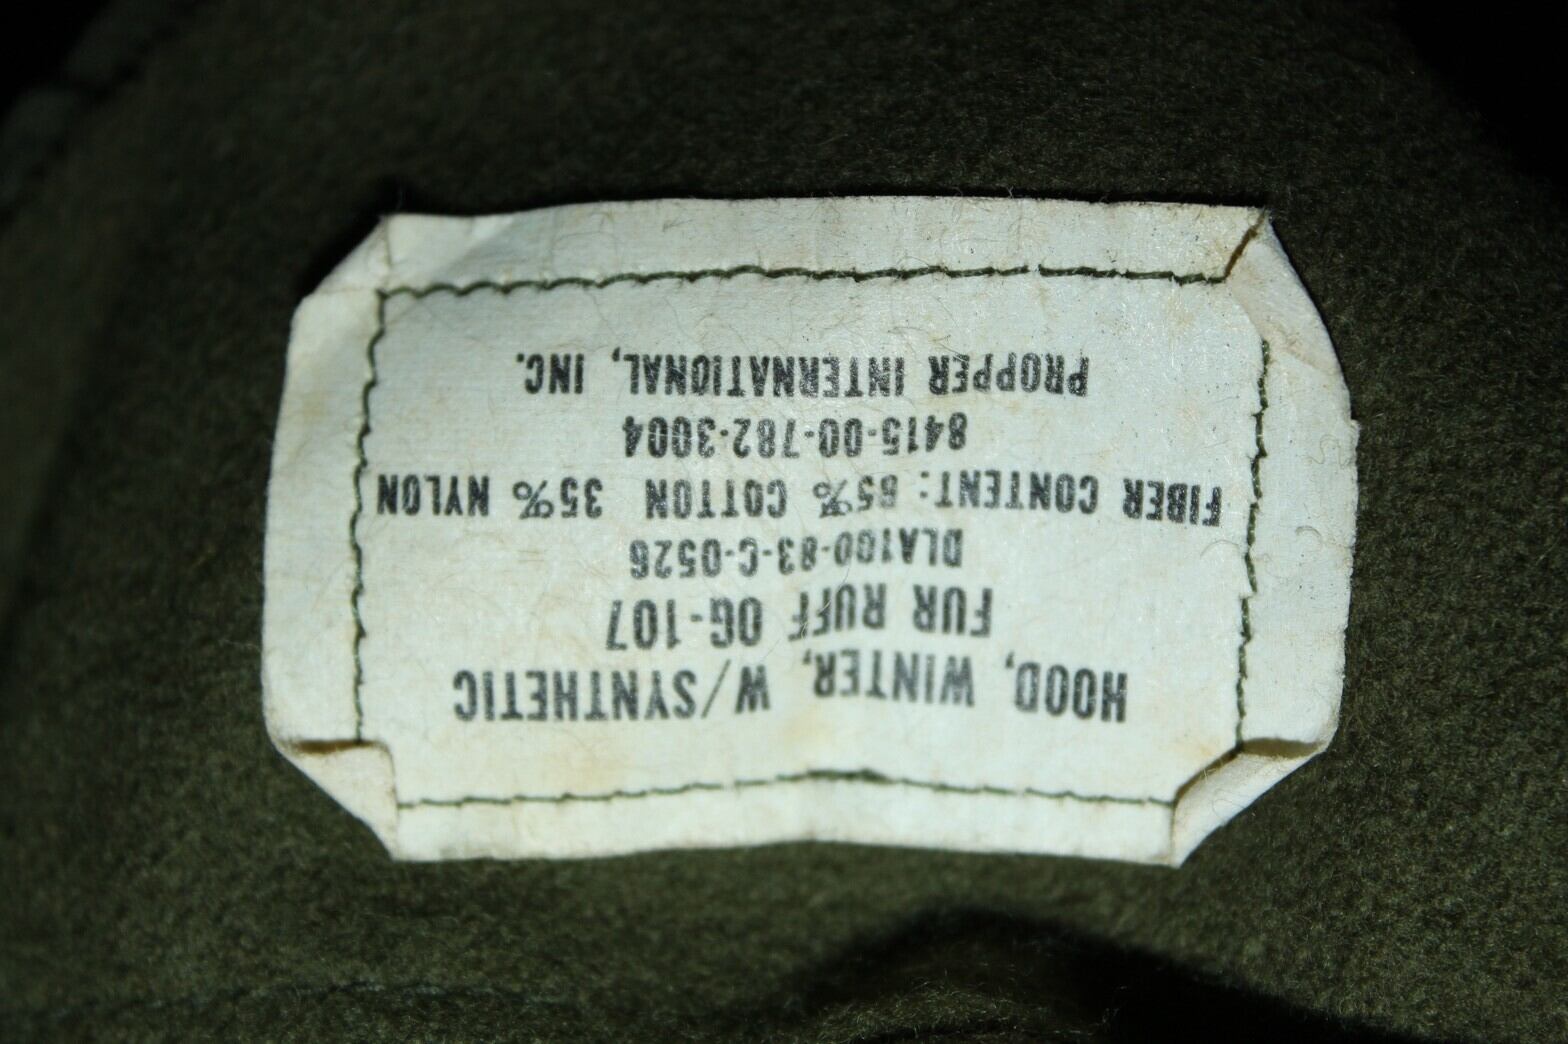 HOOD, WINTER, W/SYNTHETIC
FUR RUFF OG-107
DLA100-83-C-0526
FIBER CONTENT: 65% COTTON 35% NYLON
8415-00-782-3004
PROPPER INTERNATIONAL, INC.